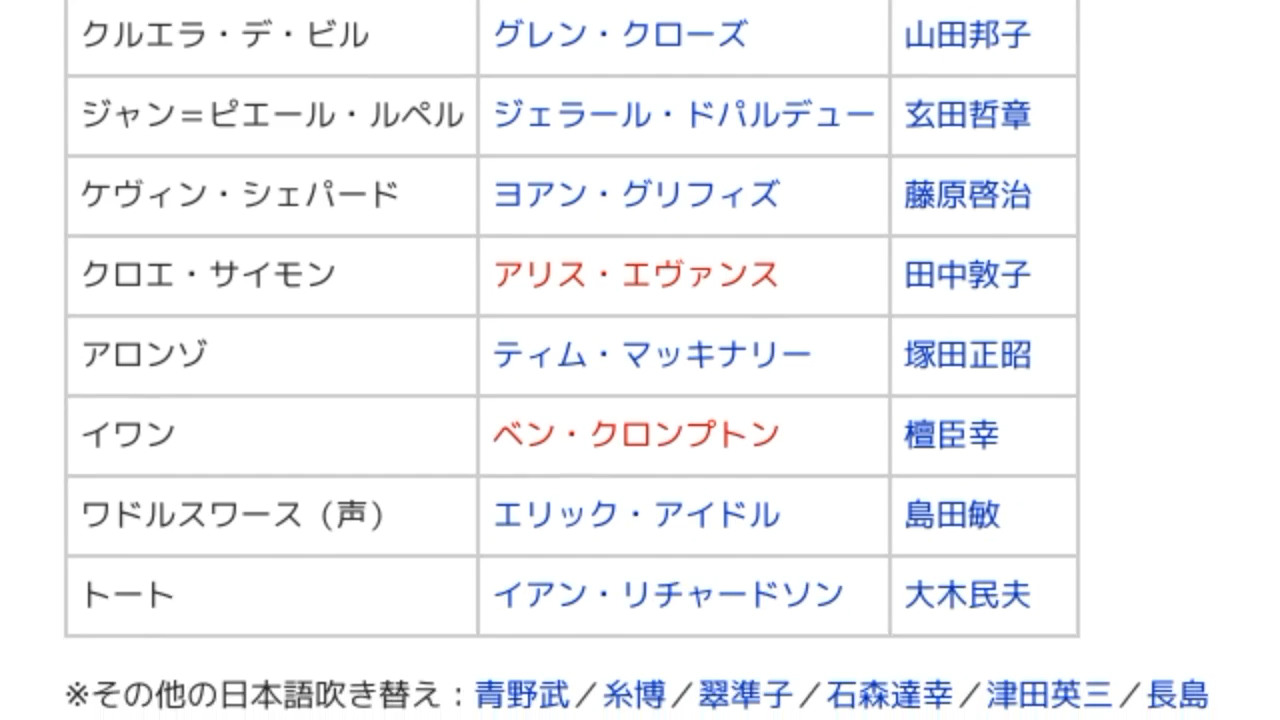 クルエラ・デ・ビル グレン・クローズ 山田邦子
ジャン＝ピエール・ルペル ジェラール・ドパルデュー 玄田哲章
ケヴィン・シェパード ヨアン・グリフィズ 藤原啓治
クロエ・サイモン アリス・エヴァンス 田中敦子
アロンゾ ティム・マッキナリー 塚田正昭
イワン ベン・クロンプトン 檀臣幸
ワドルスワース（声） エリック・アイドル 島田敏
トート イアン・リチャードソン 大木民夫
※その他の日本語吹き替え：青野武／糸博／翠準子／石森達幸／津田英三／長島